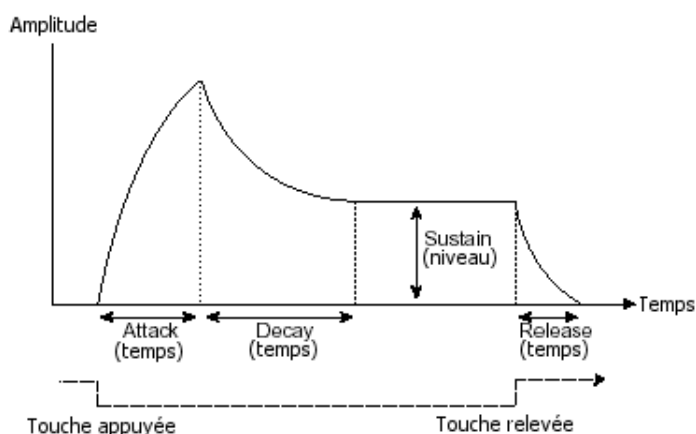 Amplitude
Sustain
(niveau)
Temps
Attack
(temps)
Decay
(temps)
Release
(temps)
Touche appuyée
Touche relevée